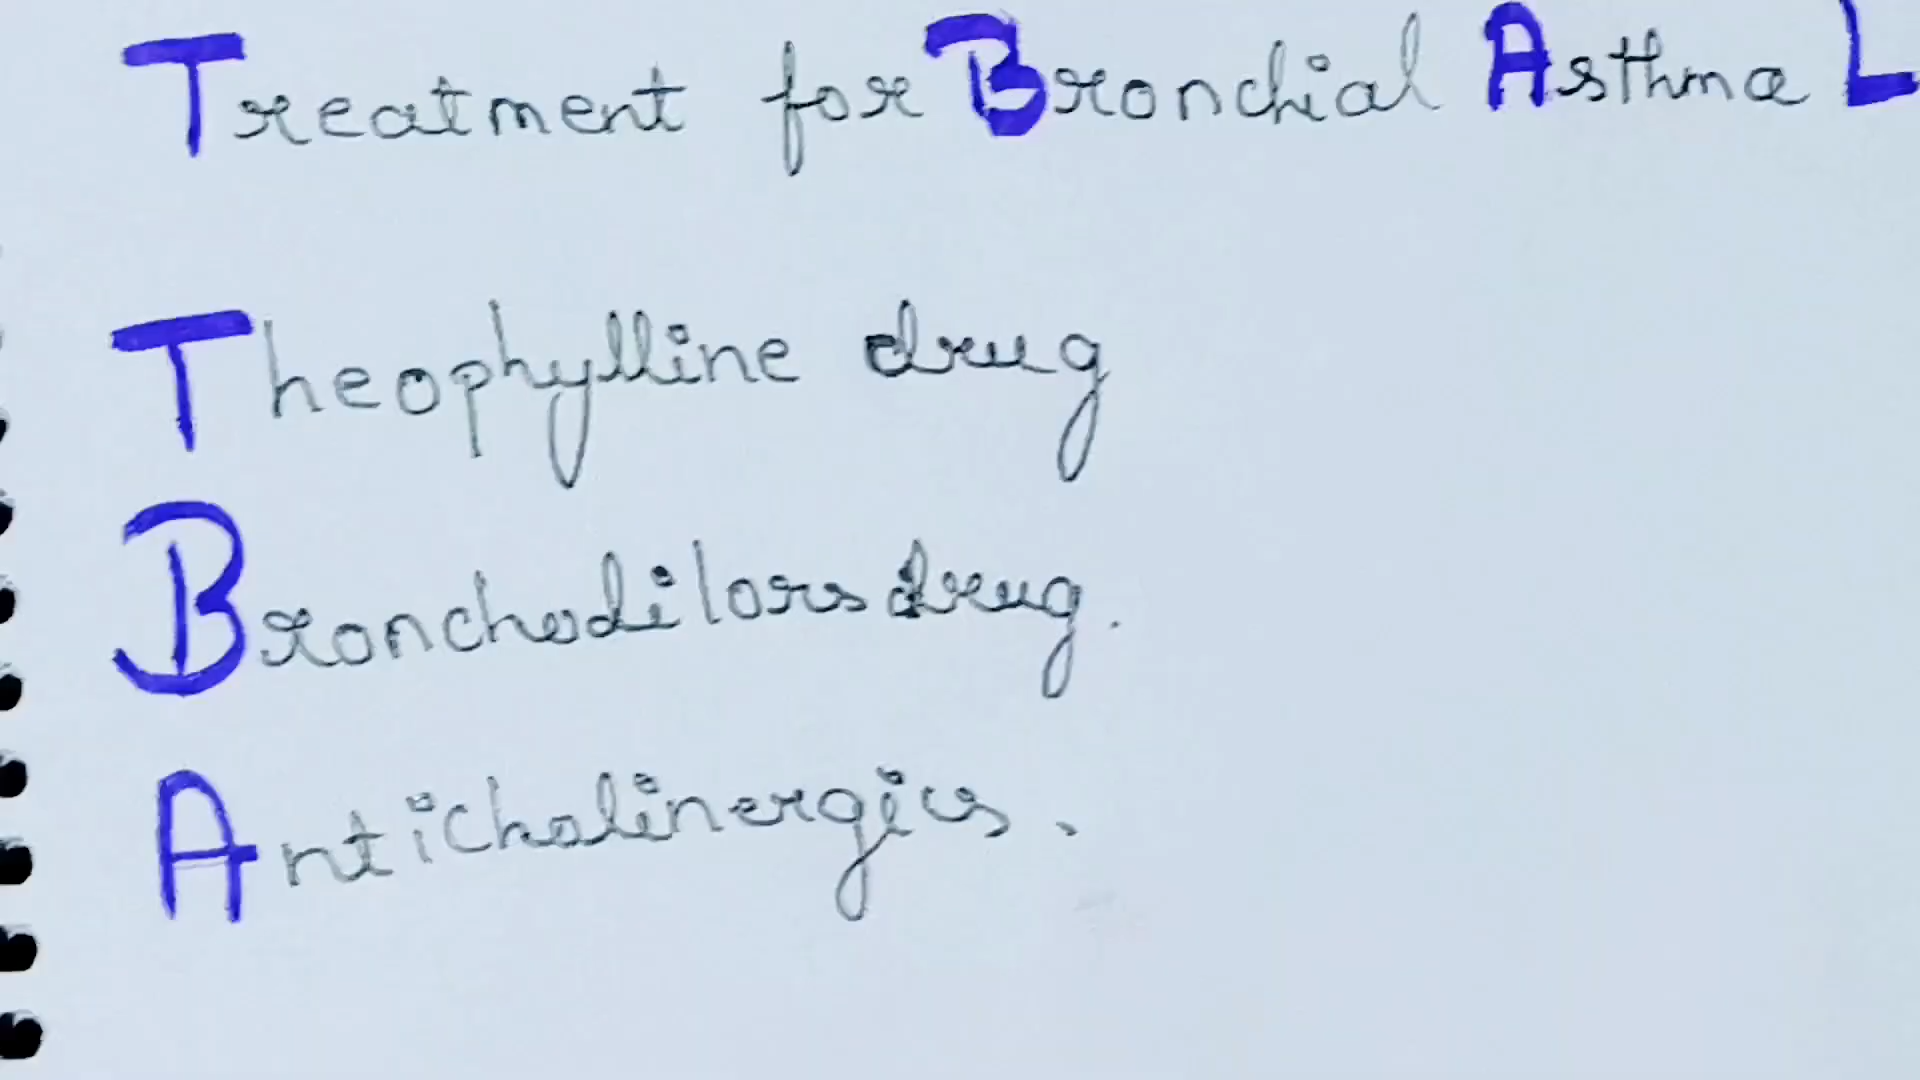 Treatment for Bronchial Asthma L
Theophylline drug
Bronchodilors drug.
Anticholinergics.